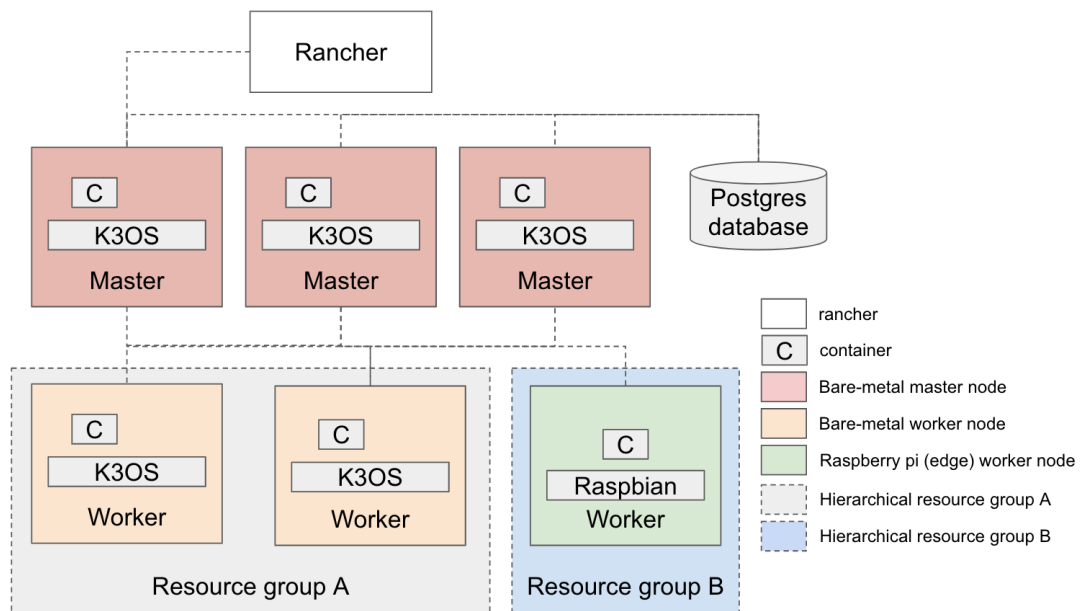 Rancher
C
K3OS
Master
C
K3OS
Master
C
K3OS
Master
Postgres
database
rancher
C
container
Bare-metal master node
Bare-metal worker node
Raspberry pi (edge) worker node
Hierarchical resource group A
Hierarchical resource group B
C
K3OS
Worker
C
K3OS
Worker
Resource group A
C
Raspbian
Worker
Resource group B